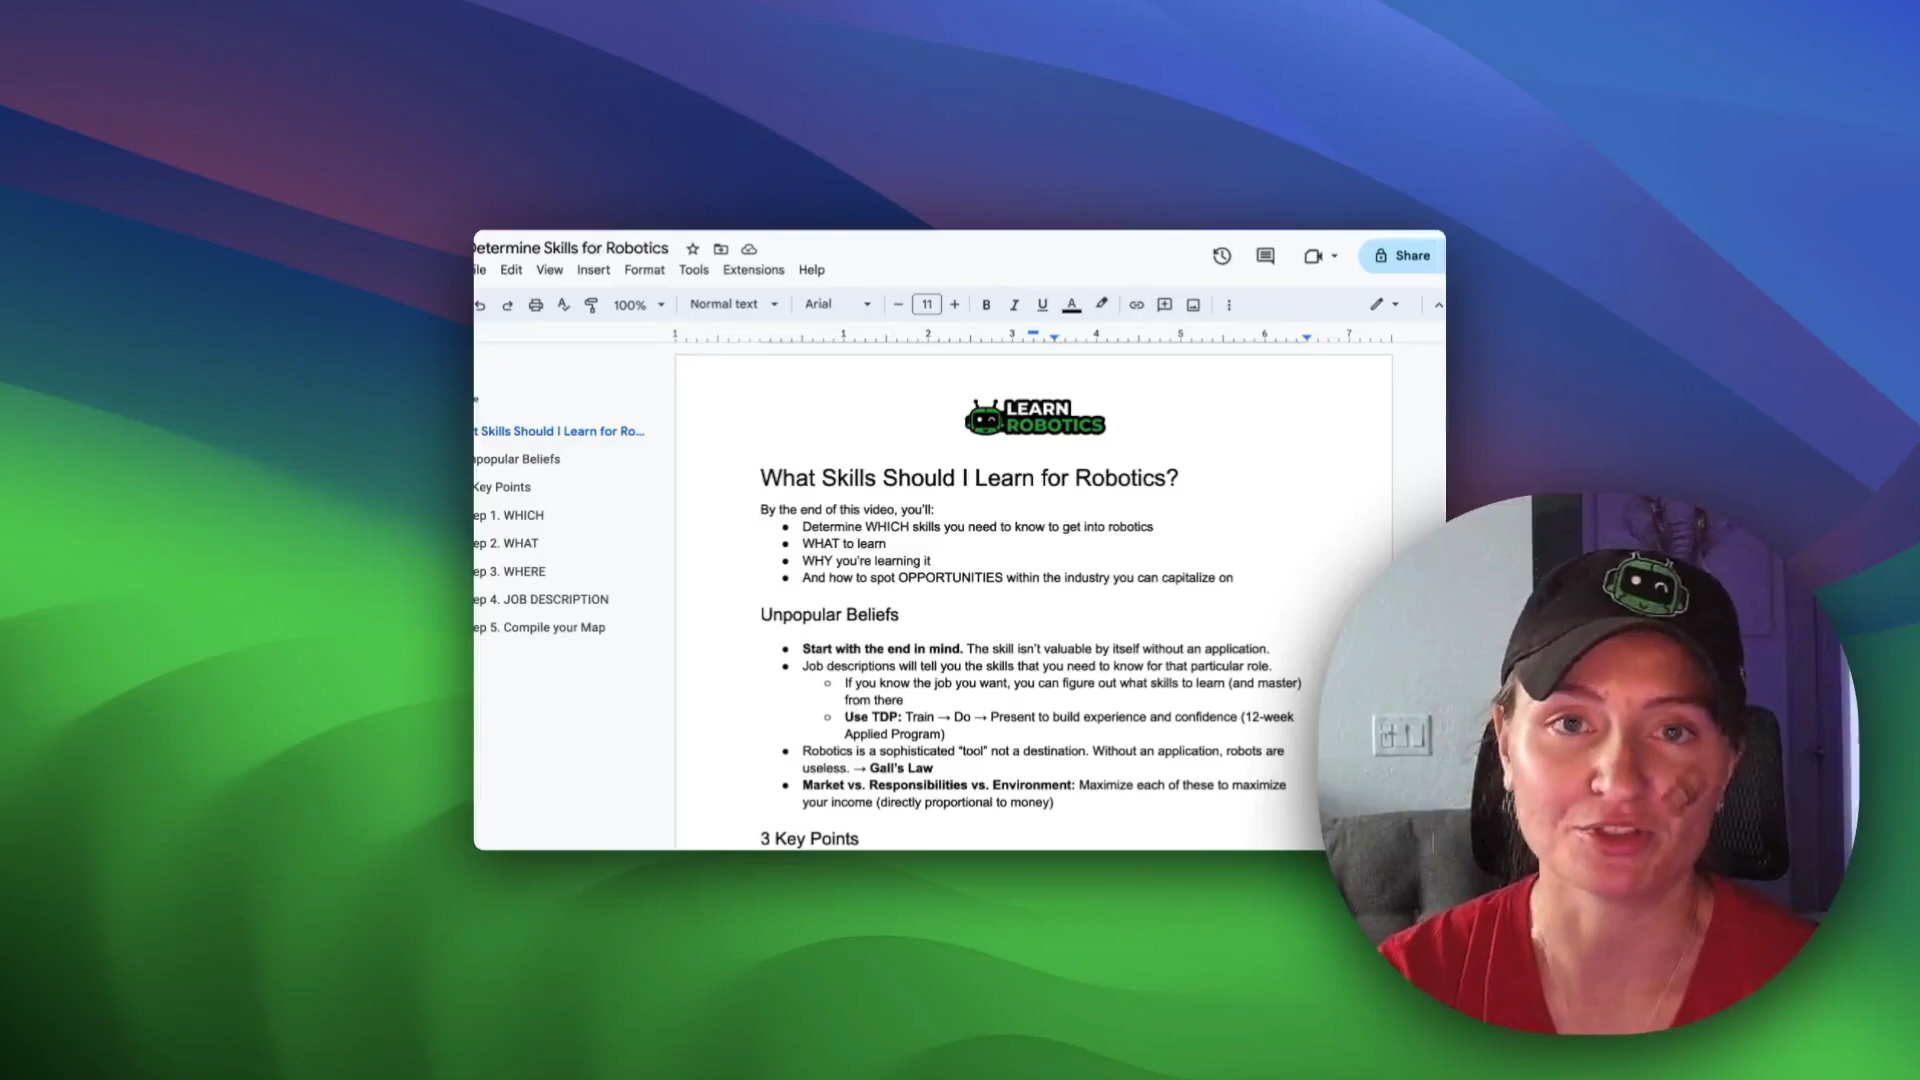 etermine Skills for Robotics
Share
ile Edit View Insert Format Tools Extensions Help
100% Normal text Arial 11 B I U A
1 1 2 3 4 5 6 7
e
t Skills Should I Learn for Ro...
npopular Beliefs
Key Points
ep 1. WHICH
ep 2. WHAT
ep 3. WHERE
ep 4. JOB DESCRIPTION
ep 5. Compile your Map
LEARN
ROBOTICS
What Skills Should I Learn for Robotics?
By the end of this video, you’ll:
● Determine WHICH skills you need to know to get into robotics
● WHAT to learn
● WHY you’re learning it
● And how to spot OPPORTUNITIES within the industry you can capitalize on
Unpopular Beliefs
● Start with the end in mind. The skill isn’t valuable by itself without an application.
● Job descriptions will tell you the skills that you need to know for that particular role.
○ If you know the job you want, you can figure out what skills to learn (and master)
from there
○ Use TDP: Train → Do → Present to build experience and confidence (12-week
Applied Program)
● Robotics is a sophisticated “tool” not a destination. Without an application, robots are
useless. → Gall’s Law
● Market vs. Responsibilities vs. Environment: Maximize each of these to maximize
your income (directly proportional to money)
3 Key Points